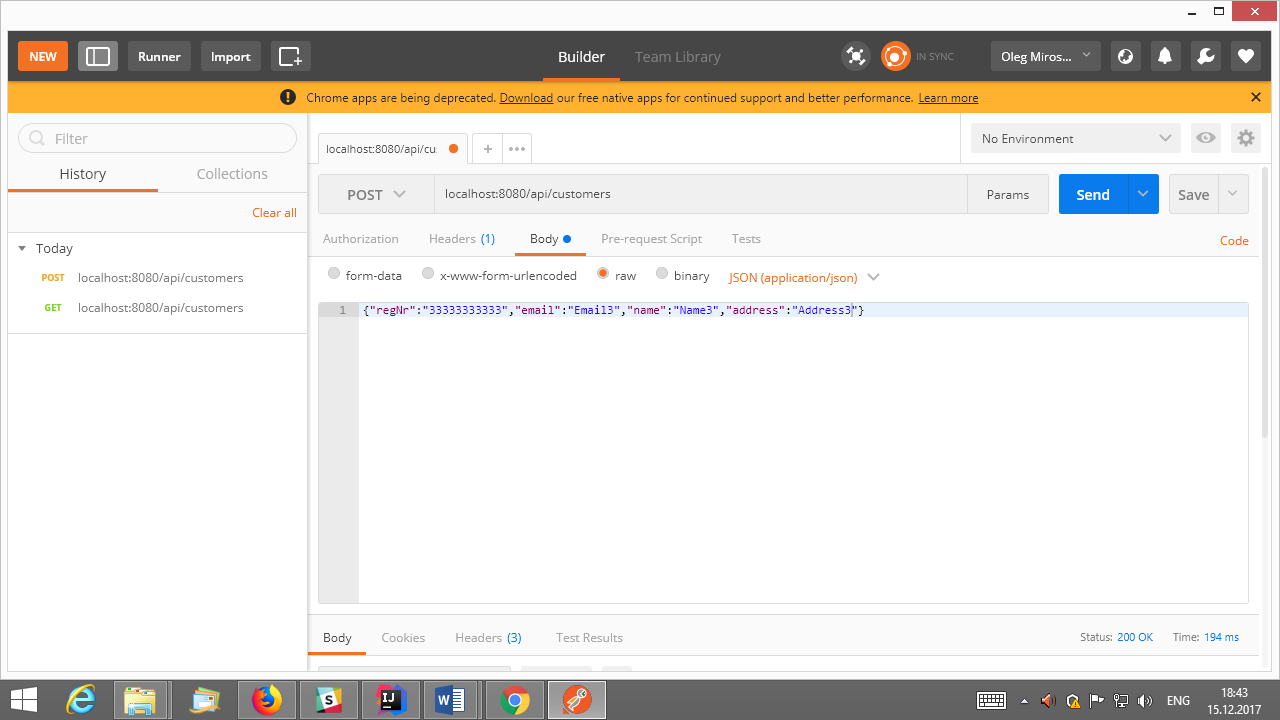 NEW Runner Import Builder Team Library IN SYNC Oleg Miros...
Chrome apps are being deprecated. Download our free native apps for continued support and better performance. Learn more
Filter
localhost:8080/api/cu
No Environment
History Collections
POST localhost:8080/api/customers Params Send Save
Clear all
Authorization Headers (1) Body Pre-request Script Tests Code
Today
form-data x-www-form-urlencoded raw binary JSON (application/json)
POST localhost:8080/api/customers
GET localhost:8080/api/customers
1 {"regNr":"33333333333","email":"Email3","name":"Name3","address":"Address3"}
Body Cookies Headers (3) Test Results Status: 200 OK Time: 194 ms
ENG
18:43
15.12.2017